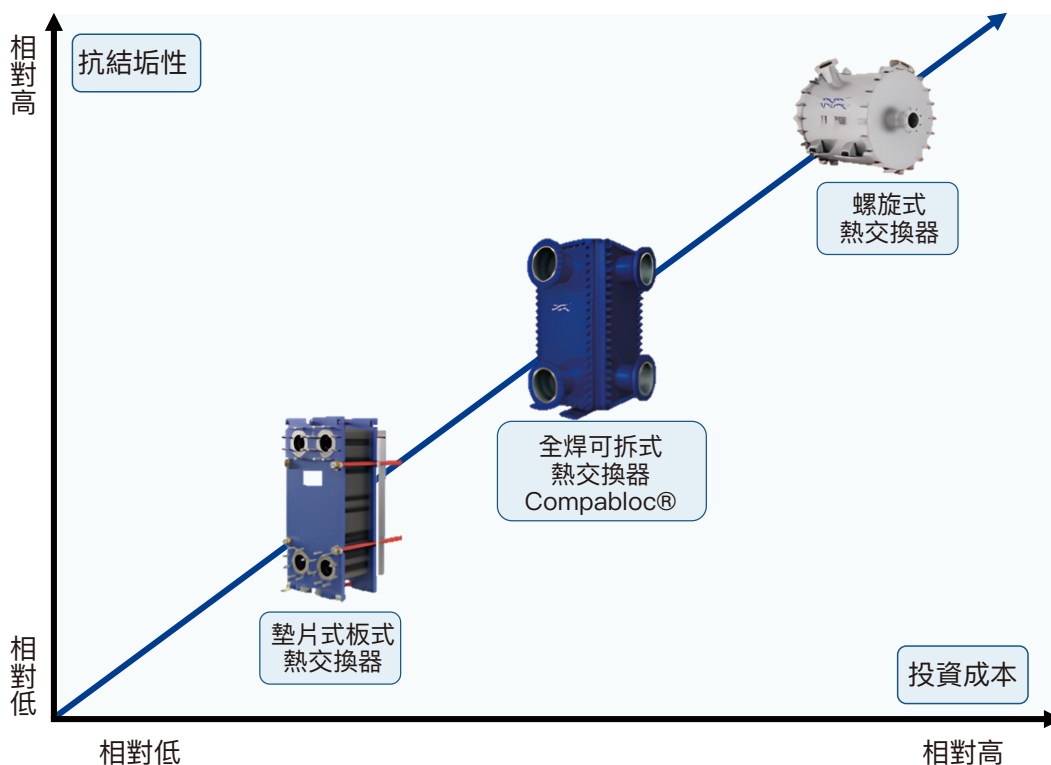 相對高
抗結垢性
螺旋式
熱交換器
全焊可拆式
熱交換器
Compabloc®
墊片式板式
熱交換器
相對低
投資成本
相對低
相對高